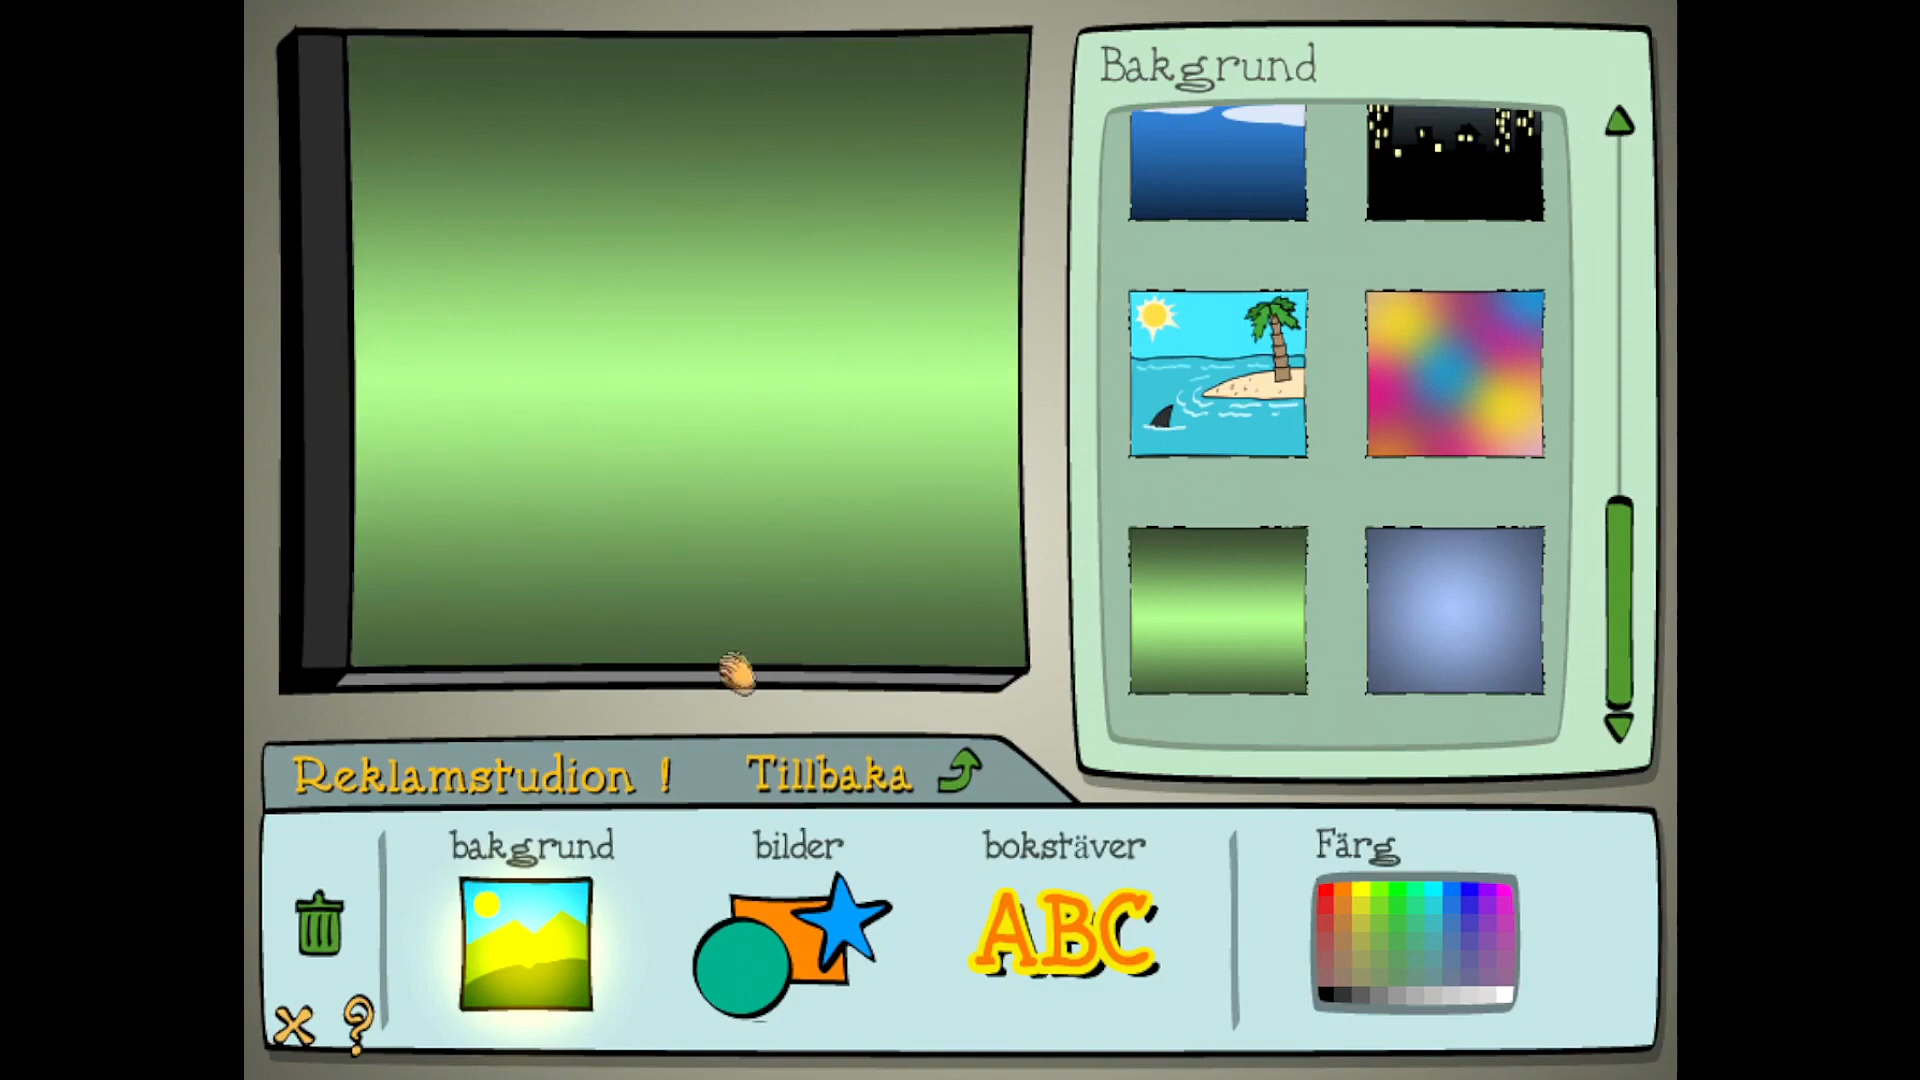 Bakgrund
Reklamstudion ! Tillbaka
bakgrund bilder bokstäver Färg
ABC
?